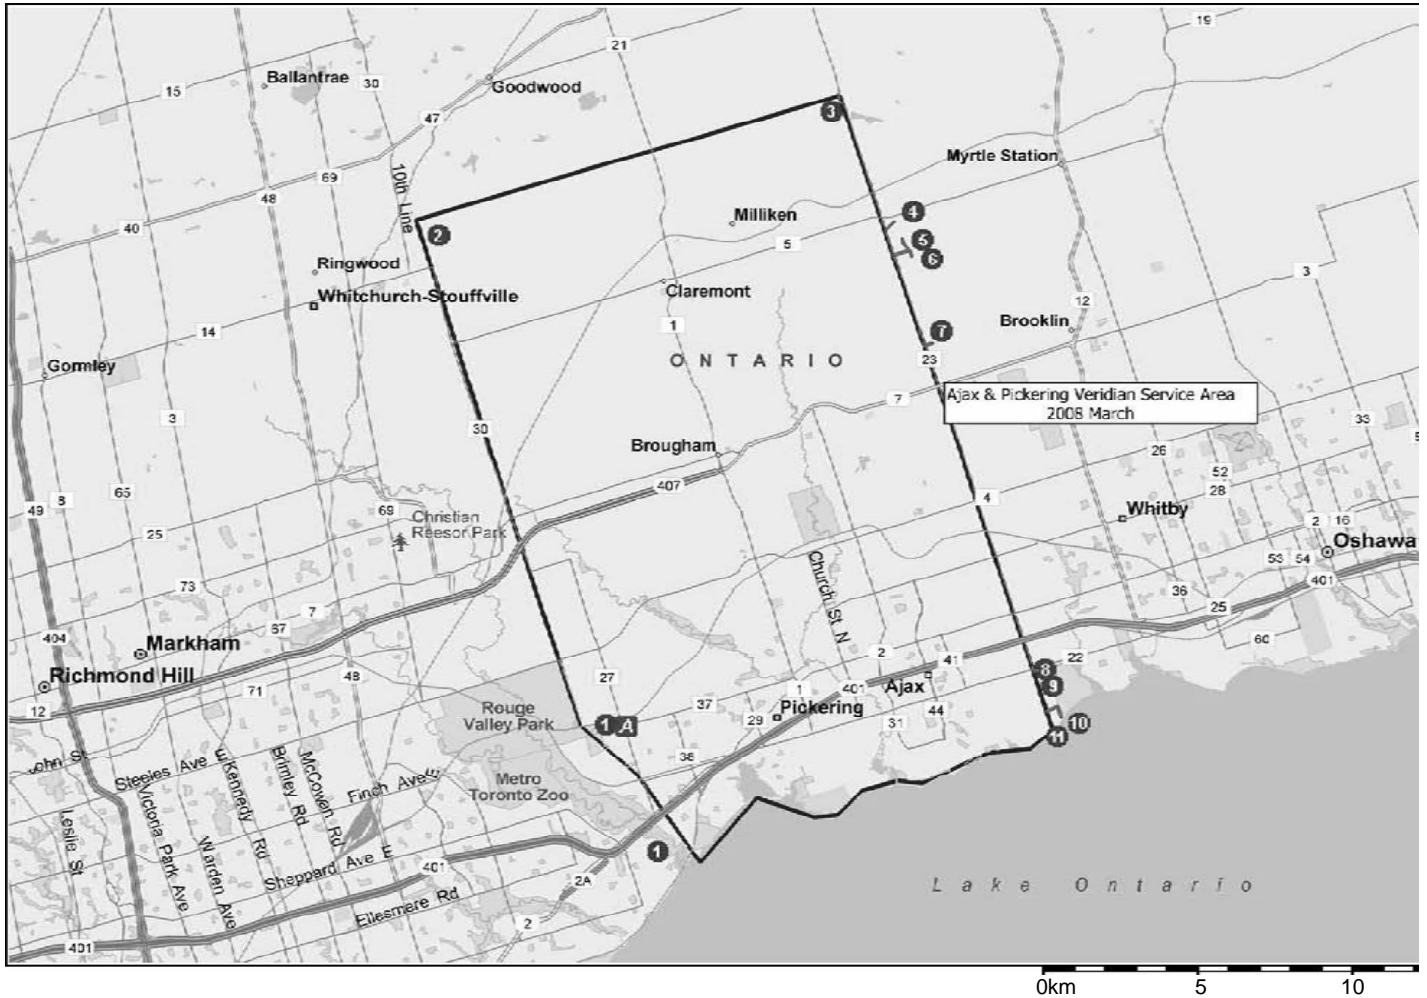 19
21
Ballantrae
30
Goodwood
15
47
3
Myrtle Station
10th Line
69
48
Milliken
4
40
2
5
5
6
Ringwood
Claremont
3
Whitchurch-Stouffville
12
14
1
7
Brooklin
ONTARIO
23
Gormley
Ajax & Pickering Veridian Service Area
2008 March
7
3
33
30
Brougham
26
52
407
28
65
4
8
49
Whitby
68
Christian
Reesor Park
2
16
25
Oshawa
Church St N
53
54
401
73
36
7
25
67
404
60
Markham
2
41
22
8
Richmond Hill
27
1
401
Ajax
9
71
48
12
Rouge
Valley Park
37
Pickering
44
1
A
29
31
10
11
John St
Steeles Ave E
38
Finch Ave E
Metro
Toronto Zoo
Leslie St
Victoria Park Ave
Warden Ave
Kennedy Rd
Brimley Rd
McCowen Rd
1
Sheppard Ave E
401
2A
Lake Ontario
Ellesmere Rd
2
401
0km 5 10